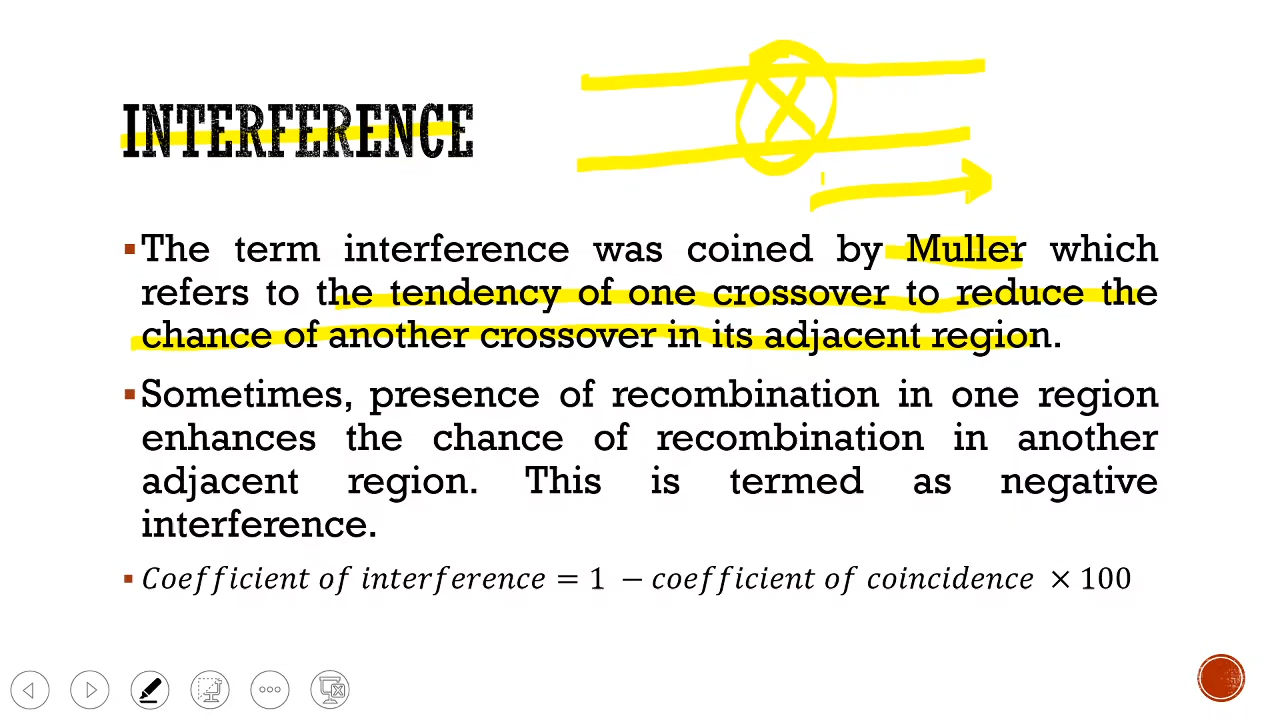 INTERFERENCE
▪The term interference was coined by Muller which
refers to the tendency of one crossover to reduce the
chance of another crossover in its adjacent region.
▪Sometimes, presence of recombination in one region
enhances the chance of recombination in another
adjacent region. This is termed as negative
interference.
▪ Coefficient of interference = 1 − coefficient of coincidence × 100